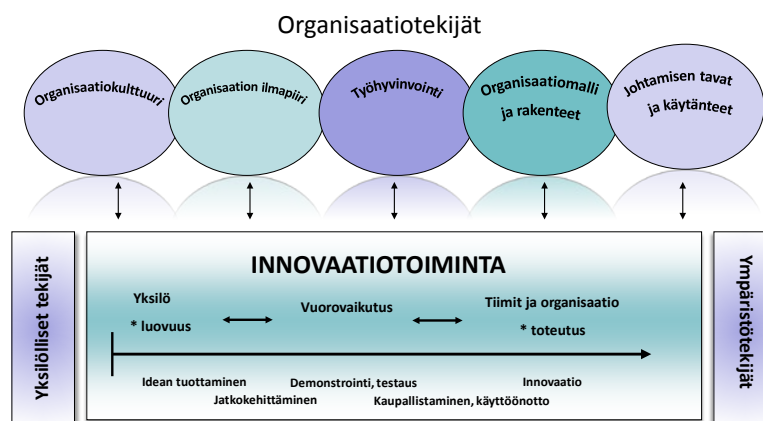 Organisaatiotekijät
Organisaatiokulttuuri
Organisaation ilmapiiri
Työhyvinvointi
Organisaatiomalli
ja rakenteet
Johtamisen tavat
ja käytänteet
Yksilölliset tekijät
INNOVAATIOTOIMINTA
Yksilö
* luovuus
Vuorovaikutus
Tiimit ja organisaatio
* toteutus
Idean tuottaminen
Demonstrointi, testaus
Innovaatio
Jatkokehittäminen
Kaupallistaminen, käyttöönotto
Ympäristötekijät